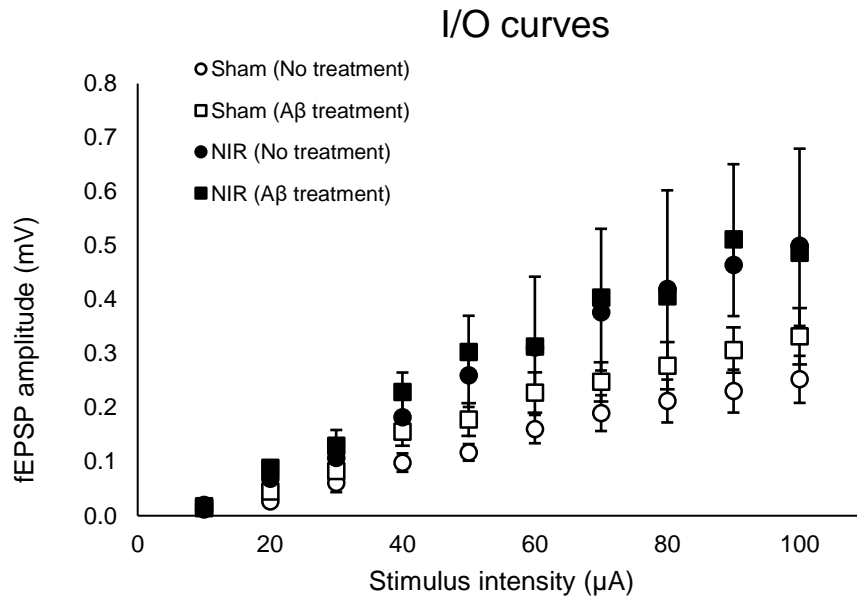 I/O curves
Sham (No treatment)
Sham (Aβ treatment)
NIR (No treatment)
NIR (Aβ treatment)
0.8
0.7
0.6
0.5
0.4
0.3
0.2
0.1
0.0
fEPSP amplitude (mV)
0 20 40 60 80 100
Stimulus intensity (μA)